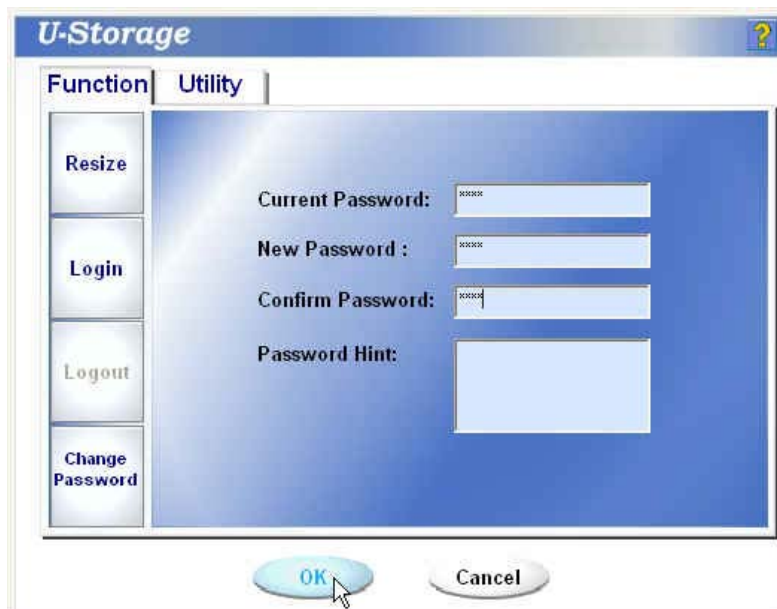 U-Storage
?
Function Utility
Resize
Login
Logout
Change
Password
Current Password: ****
New Password : ****
Confirm Password: ****
Password Hint:
OK Cancel